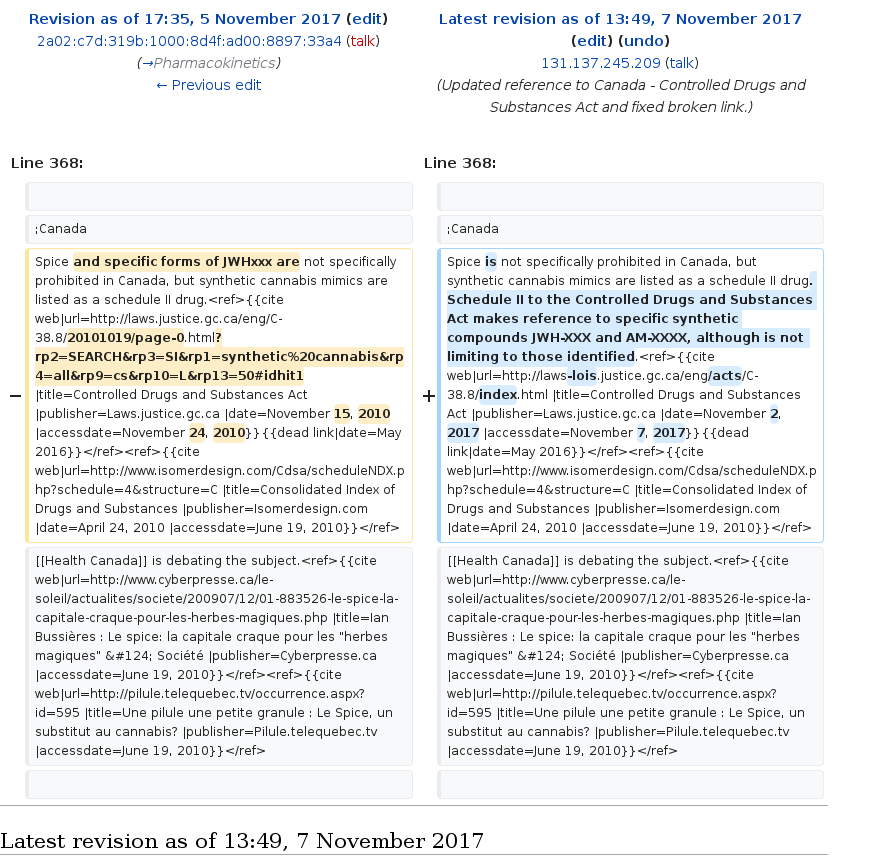 Revision as of 17:35, 5 November 2017 (edit)
2a02:c7d:319b:1000:8d4f:ad00:8897:33a4 (talk)
(→Pharmacokinetics)
← Previous edit
Latest revision as of 13:49, 7 November 2017
(edit) (undo)
131.137.245.209 (talk)
(Updated reference to Canada - Controlled Drugs and
Substances Act and fixed broken link.)
Line 368:
Line 368:
;Canada
;Canada
−
Spice and specific forms of JWHxxx are not specifically
prohibited in Canada, but synthetic cannabis mimics are
listed as a schedule II drug.<ref>{{cite
web|url=http://laws.justice.gc.ca/eng/C-
38.8/20101019/page-0.html?
rp2=SEARCH&rp3=SI&rp1=synthetic%20cannabis&rp
4=all&rp9=cs&rp10=L&rp13=50#idhit1
|title=Controlled Drugs and Substances Act
|publisher=Laws.justice.gc.ca |date=November 15, 2010
|accessdate=November 24, 2010}}{{dead link|date=May
2016}}</ref><ref>{{cite
web|url=http://www.isomerdesign.com/Cdsa/scheduleNDX.p
hp?schedule=4&structure=C |title=Consolidated Index of
Drugs and Substances |publisher=Isomerdesign.com
|date=April 24, 2010 |accessdate=June 19, 2010}}</ref>
+
Spice is not specifically prohibited in Canada, but
synthetic cannabis mimics are listed as a schedule II drug.
Schedule II to the Controlled Drugs and Substances
Act makes reference to specific synthetic
compounds JWH-XXX and AM-XXXX, although is not
limiting to those identified.<ref>{{cite
web|url=http://laws-lois.justice.gc.ca/eng/acts/C-
38.8/index.html |title=Controlled Drugs and Substances
Act |publisher=Laws.justice.gc.ca |date=November 2,
2017 |accessdate=November 7, 2017}}{{dead
link|date=May 2016}}</ref><ref>{{cite
web|url=http://www.isomerdesign.com/Cdsa/scheduleNDX.p
hp?schedule=4&structure=C |title=Consolidated Index of
Drugs and Substances |publisher=Isomerdesign.com
|date=April 24, 2010 |accessdate=June 19, 2010}}</ref>
[[Health Canada]] is debating the subject.<ref>{{cite
web|url=http://www.cyberpresse.ca/le-
soleil/actualites/societe/200907/12/01-883526-le-spice-la-
capitale-craque-pour-les-herbes-magiques.php |title=Ian
Bussières : Le spice: la capitale craque pour les "herbes
magiques" &#124; Société |publisher=Cyberpresse.ca
|accessdate=June 19, 2010}}</ref><ref>{{cite
web|url=http://pilule.telequebec.tv/occurrence.aspx?
id=595 |title=Une pilule une petite granule : Le Spice, un
substitut au cannabis? |publisher=Pilule.telequebec.tv
|accessdate=June 19, 2010}}</ref>
[[Health Canada]] is debating the subject.<ref>{{cite
web|url=http://www.cyberpresse.ca/le-
soleil/actualites/societe/200907/12/01-883526-le-spice-la-
capitale-craque-pour-les-herbes-magiques.php |title=Ian
Bussières : Le spice: la capitale craque pour les "herbes
magiques" &#124; Société |publisher=Cyberpresse.ca
|accessdate=June 19, 2010}}</ref><ref>{{cite
web|url=http://pilule.telequebec.tv/occurrence.aspx?
id=595 |title=Une pilule une petite granule : Le Spice, un
substitut au cannabis? |publisher=Pilule.telequebec.tv
|accessdate=June 19, 2010}}</ref>
Latest revision as of 13:49, 7 November 2017